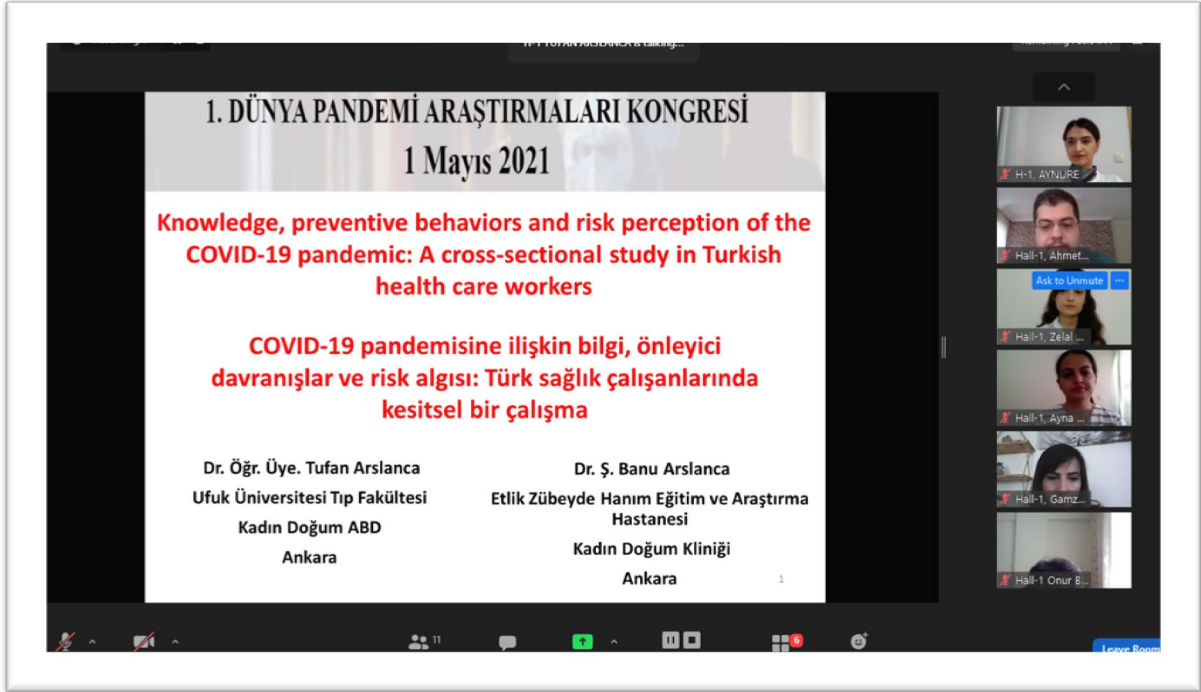 H-1 TUFAN ARSLANCA is talking...
1. DÜNYA PANDEMİ ARAŞTIRMALARI KONGRESİ
1 Mayıs 2021
Knowledge, preventive behaviors and risk perception of the
COVID-19 pandemic: A cross-sectional study in Turkish
health care workers
COVID-19 pandemisine ilişkin bilgi, önleyici
davranışlar ve risk algısı: Türk sağlık çalışanlarında
kesitsel bir çalışma
Dr. Öğr. Üye. Tufan Arslanca
Ufuk Üniversitesi Tıp Fakültesi
Kadın Doğum ABD
Ankara
Dr. Ş. Banu Arslanca
Etlik Zübeyde Hanım Eğitim ve Araştırma
Hastanesi
Kadın Doğum Kliniği
Ankara
1
H-1, AYNURE
Hall-1, Ahmet...
Ask to Unmute ...
Hall-1, Zelal ...
Hall-1, Ayna ...
Hall-1, Gamz...
Hall-1 Onur B...
11
6
Leave Room